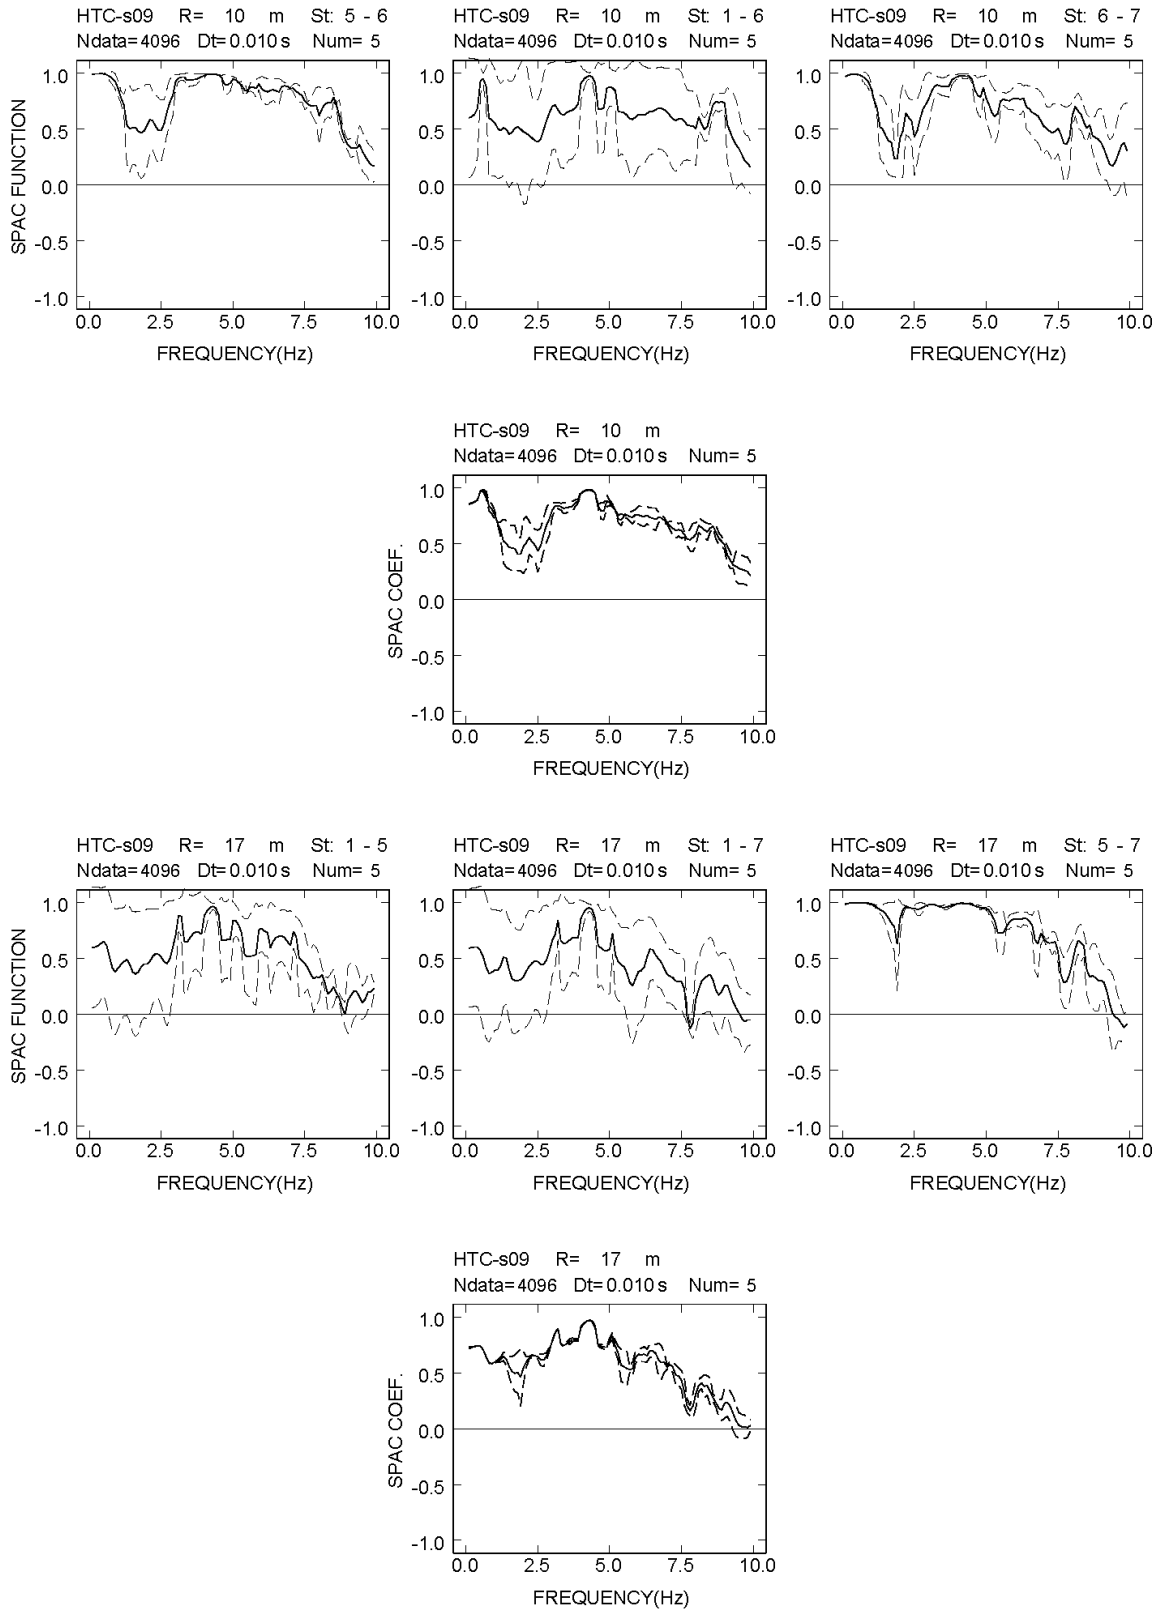 HTC-s09 R= 10 m St: 5 - 6
Ndata=4096 Dt=0.010 s Num= 5
HTC-s09 R= 10 m St: 1 - 6
Ndata=4096 Dt=0.010 s Num= 5
HTC-s09 R= 10 m St: 6 - 7
Ndata=4096 Dt=0.010 s Num= 5
SPAC FUNCTION
1.0
0.5
0.0
-0.5
-1.0
0.0 2.5 5.0 7.5 10.0
FREQUENCY(Hz)
1.0
0.5
0.0
-0.5
-1.0
0.0 2.5 5.0 7.5 10.0
FREQUENCY(Hz)
1.0
0.5
0.0
-0.5
-1.0
0.0 2.5 5.0 7.5 10.0
FREQUENCY(Hz)
HTC-s09 R= 10 m
Ndata=4096 Dt=0.010 s Num= 5
SPAC COEF.
1.0
0.5
0.0
-0.5
-1.0
0.0 2.5 5.0 7.5 10.0
FREQUENCY(Hz)
HTC-s09 R= 17 m St: 1 - 5
Ndata=4096 Dt=0.010 s Num= 5
HTC-s09 R= 17 m St: 1 - 7
Ndata=4096 Dt=0.010 s Num= 5
HTC-s09 R= 17 m St: 5 - 7
Ndata=4096 Dt=0.010 s Num= 5
SPAC FUNCTION
1.0
0.5
0.0
-0.5
-1.0
0.0 2.5 5.0 7.5 10.0
FREQUENCY(Hz)
1.0
0.5
0.0
-0.5
-1.0
0.0 2.5 5.0 7.5 10.0
FREQUENCY(Hz)
1.0
0.5
0.0
-0.5
-1.0
0.0 2.5 5.0 7.5 10.0
FREQUENCY(Hz)
HTC-s09 R= 17 m
Ndata=4096 Dt=0.010 s Num= 5
SPAC COEF.
1.0
0.5
0.0
-0.5
-1.0
0.0 2.5 5.0 7.5 10.0
FREQUENCY(Hz)